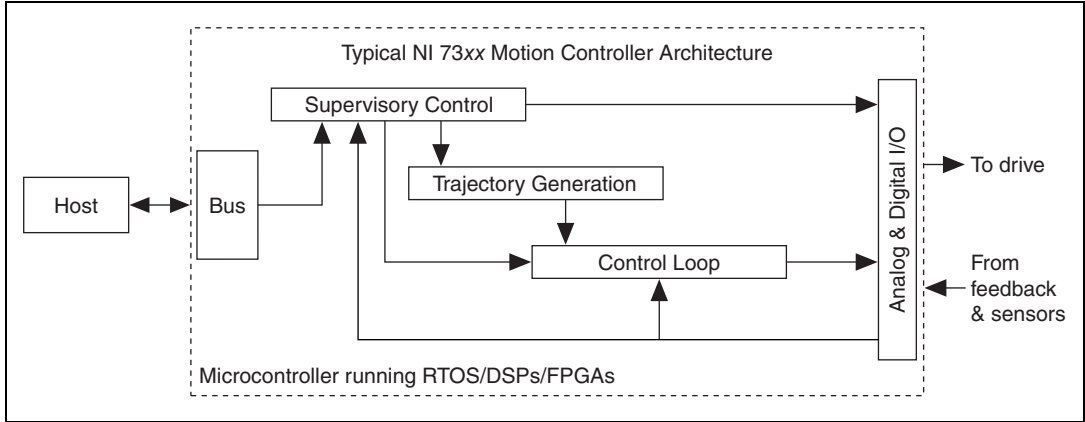 Typical NI 73xx Motion Controller Architecture
Supervisory Control
Trajectory Generation
Host
Bus
Control Loop
Analog & Digital I/O
To drive
From
feedback
& sensors
Microcontroller running RTOS/DSPs/FPGAs